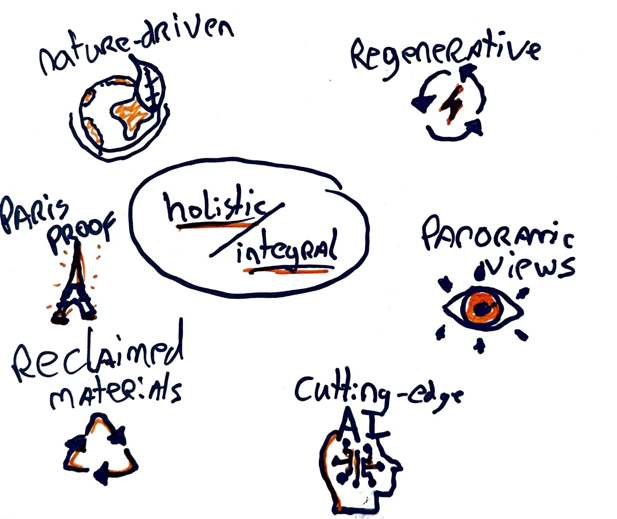 nature-driven
Regenerative
holistic/
integral
PARIS
PROOF
PANORAMIC
VIEWS
Reclaimed
materials
Cutting-edge
AI